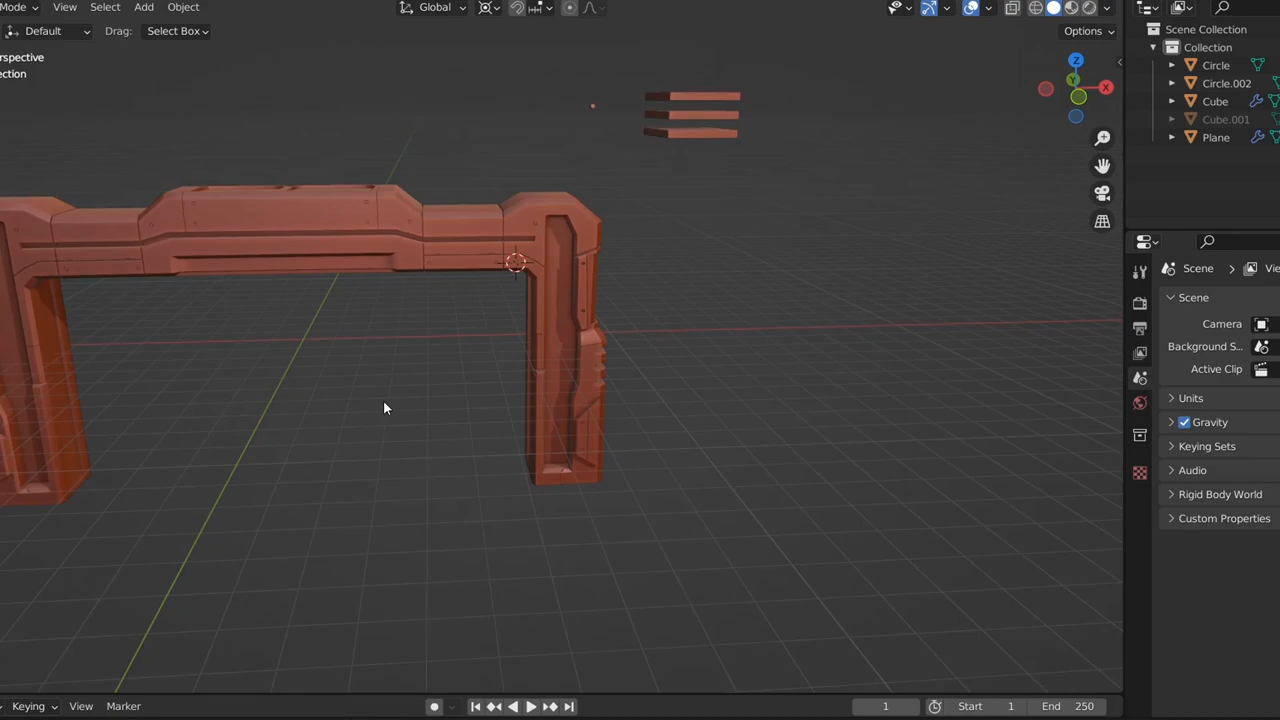 Mode View Select Add Object Global
Default Drag: Select Box Options
rspective
ection
Z
Y
X
Scene Collection
Collection
Circle
Circle.002
Cube
Cube.001
Plane
Scene Vie
Scene
Camera
Background S...
Active Clip
Units
Gravity
Keying Sets
Audio
Rigid Body World
Custom Properties
Keying View Marker 1 Start 1 End 250